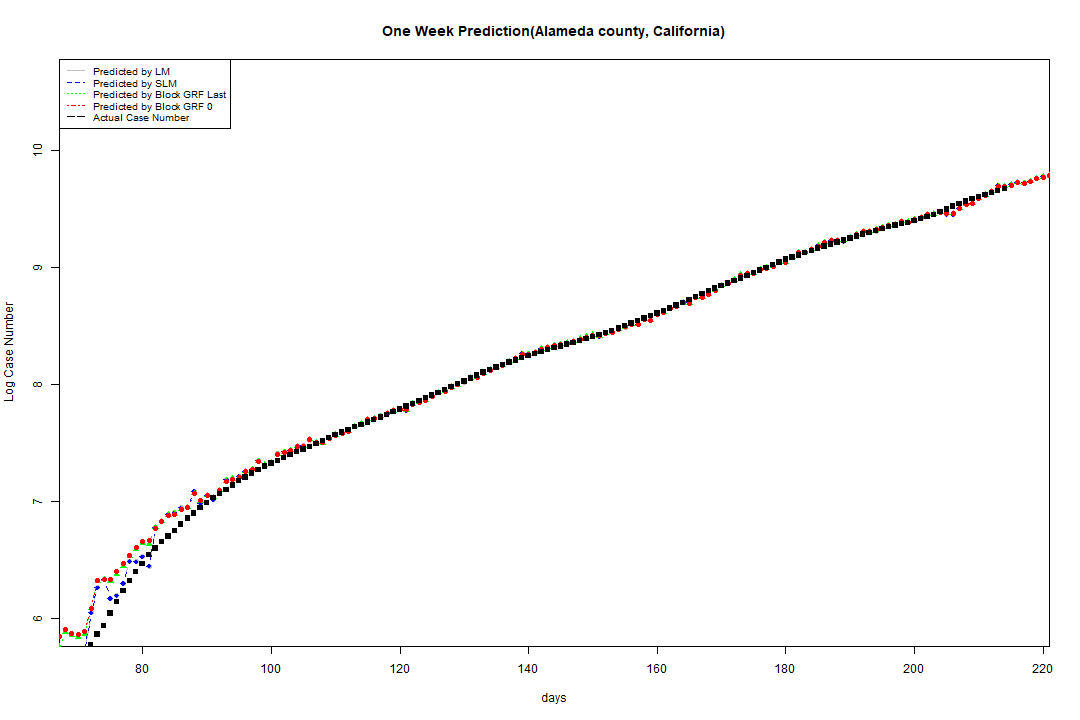 One Week Prediction(Alameda county, California)
Predicted by LM
Predicted by SLM
Predicted by Block GRF Last
Predicted by Block GRF 0
Actual Case Number
10
9
8
7
6
Log Case Number
80 100 120 140 160 180 200 220
days